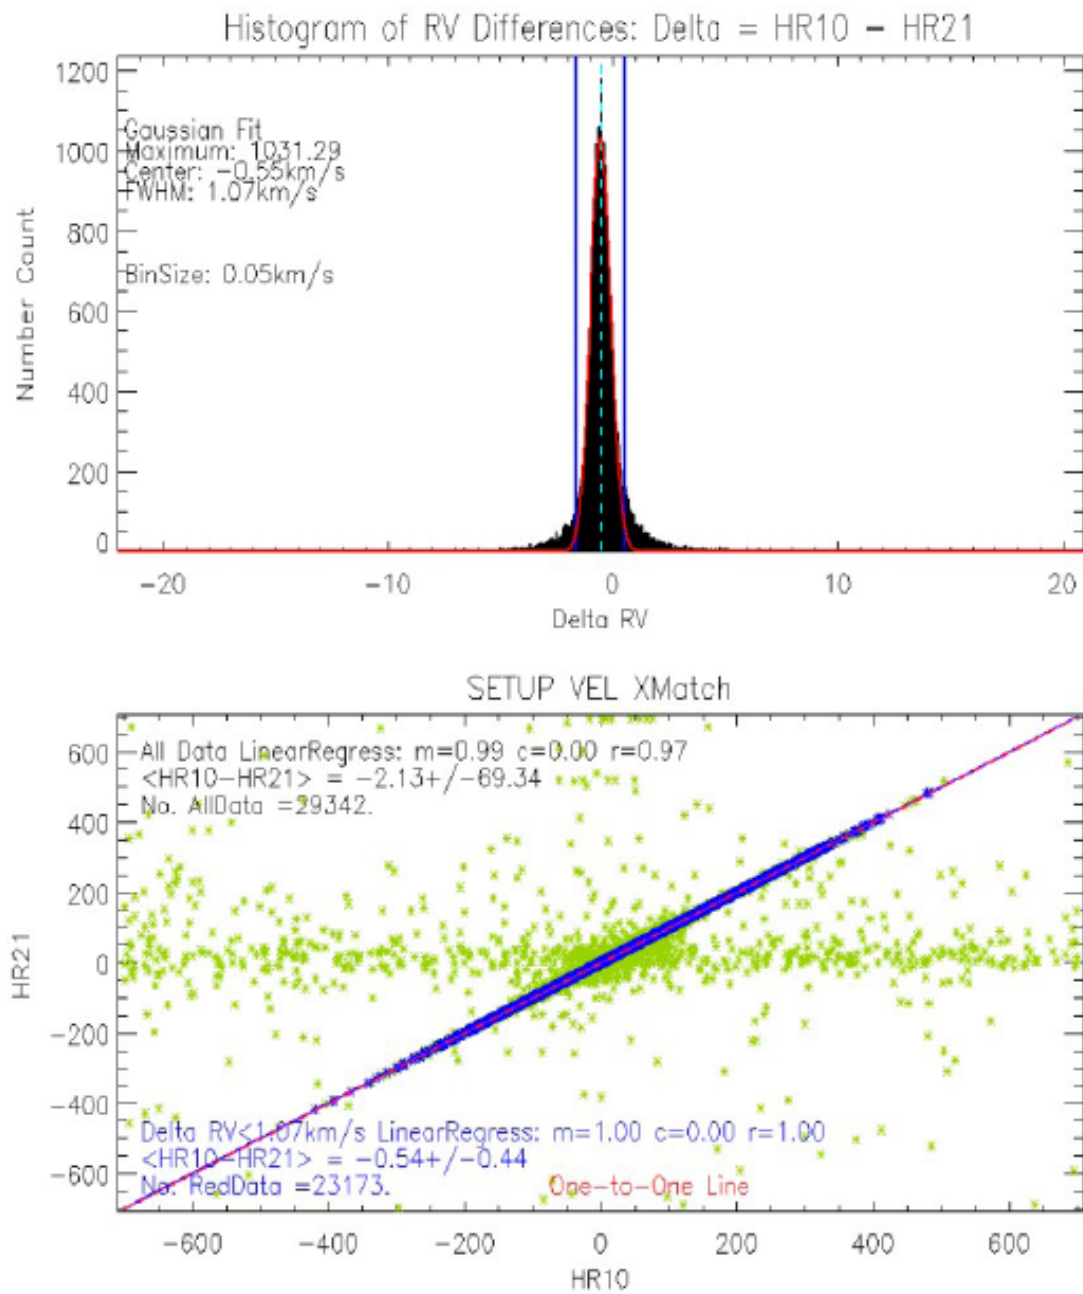 Histogram of RV Differences: Delta = HR10 − HR21
1200
1000
800
600
400
200
0
Number Count
Gaussian Fit
Maximum: 1031.29
Center: −0.55km/s
FWHM: 1.07km/s
BinSize: 0.05km/s
−20
−10
0
10
20
Delta RV
SETUP VEL XMatch
600
400
200
0
−200
−400
−600
HR21
All Data LinearRegress: m=0.99 c=0.00 r=0.97
<HR10−HR21> = −2.13+/−69.34
No. AllData =29342.
Delta RV<1.07km/s LinearRegress: m=1.00 c=0.00 r=1.00
<HR10−HR21> = −0.54+/−0.44
No. RedData =23173.
One−to−One Line
−600
−400
−200
0
200
400
600
HR10